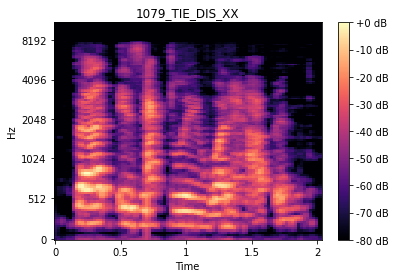 1079_TIE_DIS_XX
8192
4096
2048
1024
512
0
Hz
0
0.5
1
1.5
2
Time
+0 dB
-10 dB
-20 dB
-30 dB
-40 dB
-50 dB
-60 dB
-70 dB
-80 dB